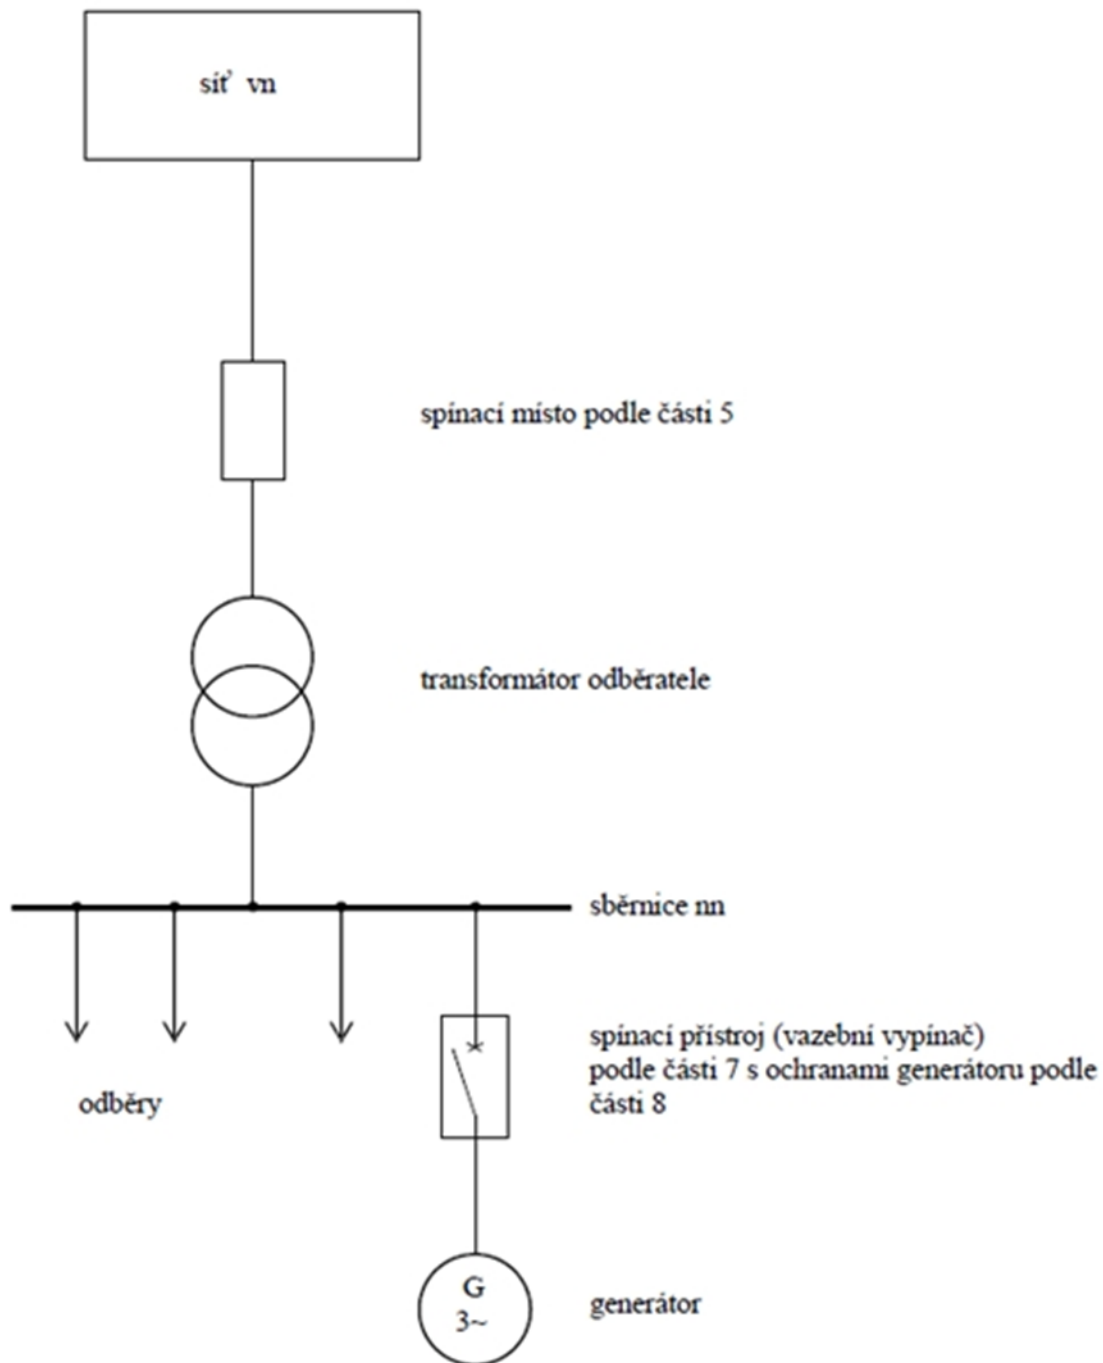 síť vn
spínací místo podle části 5
transformátor odběratele
sběrnice nn
spínací přístroj (vazební vypínač)
podle části 7 s ochranami generátoru podle
části 8
odběry
G
3~
generátor